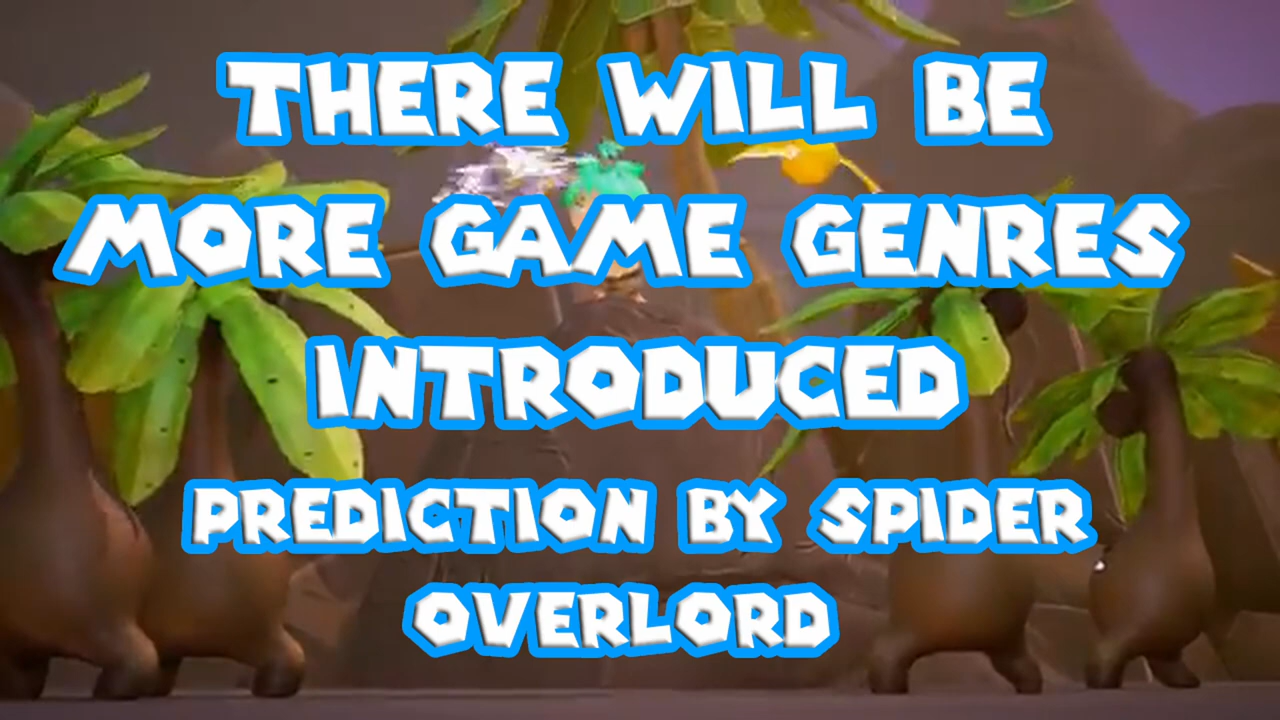 THERE WILL BE
MORE GAME GENRES
INTRODUCED
PREDICTION BY SPIDER
OVERLORD